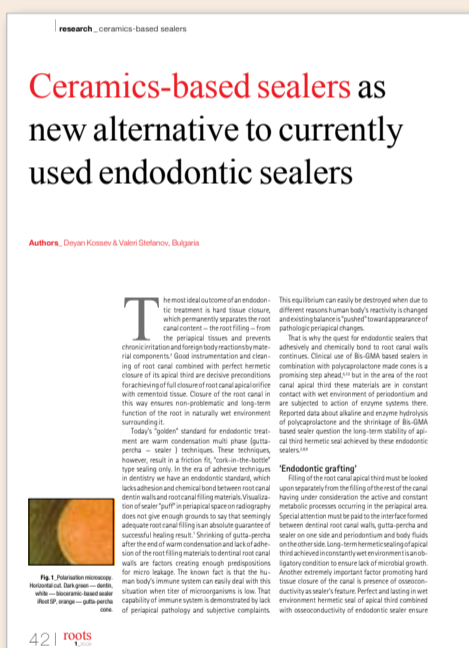 research_ceramics-based sealers
Ceramics-based sealers as
new alternative to currently
used endodontic sealers
Authors_ Deyan Kossev & Valeri Stefanov, Bulgaria
The most ideal outcome of an endodon-
tic treatment is hard tissue closure,
which permanently separates the root
canal content – the root filling – from
the periapical tissues and prevents
chronic irritation and foreign body reactions by mate-
rial components.¹ Good instrumentation and clean-
ing of root canal combined with perfect hermetic
closure of its apical third are decisive preconditions
for achieving of full closure of root canal apical orifice
with cementoid tissue. Closure of the root canal in
this way ensures non-problematic and long-term
function of the root in naturally wet environment
surrounding it.
Today's "golden" standard for endodontic treat-
ment are warm condensation multi phase (gutta-
percha – sealer ) techniques. These techniques,
however, result in a friction fit, "cork-in-the-bottle"
type sealing only. In the era of adhesive techniques
in dentistry we have an endodontic standard, which
lacks adhesion and chemical bond between root canal
dentin walls and root canal filling materials. Visualiza-
tion of sealer "puff" in periapical space on radiography
does not give enough grounds to say that seemingly
adequate root canal filling is an absolute guarantee of
successful healing result.⁷ Shrinking of gutta-percha
after the end of warm condensation and lack of adhe-
sion of the root filling materials to dentinal root canal
walls are factors creating enough predispositions
for micro leakage. The known fact is that the hu-
man body's immune system can easily deal with this
situation when titer of microorganisms is low. That
capability of immune system is demonstrated by lack
of periapical pathology and subjective complaints
This equilibrium can easily be destroyed when due to
different reasons human body's reactivity is changed
and existing balance is "pushed" toward appearance of
pathologic periapical changes.
That is why the quest for endodontic sealers that
adhesively and chemically bond to root canal walls
continues. Clinical use of Bis-GMA based sealers in
combination with polycaprolactone made cones is a
promising step ahead, but in the area of the root
canal apical third these materials are in constant
contact with wet environment of periodontium and
are subjected to action of enzyme systems there.
Reported data about alkaline and enzyme hydrolysis
of polycaprolactone and the shrinkage of Bis-GMA
based sealer question the long-term stability of api-
cal third hermetic seal achieved by these endodontic
sealers.
'Endodontic grafting'
Filling of the root canal apical third must be looked
upon separately from the filling of the rest of the canal
having under consideration the active and constant
metabolic processes occurring in the periapical area.
Special attention must be paid to the interface formed
between dentinal root canal walls, gutta-percha and
sealer on one side and periodontium and body fluids
on the other side. Long-term hermetic sealing of apical
third achieved in constantly wet environment is an ob-
ligatory condition to ensure lack of microbial growth.
Another extremely important factor promoting hard
tissue closure of the canal is presence of osseocon-
ductivity as sealer's feature. Perfect and lasting in wet
environment hermetic seal of apical third combined
with osseoconductivity of endodontic sealer ensure
Fig. 1_Polarisation microscopy.
Horizontal cut. Dark green — dentin,
white — bioceramic-based sealer
iRoot SP, orange — gutta-percha
cone.
42 | roots